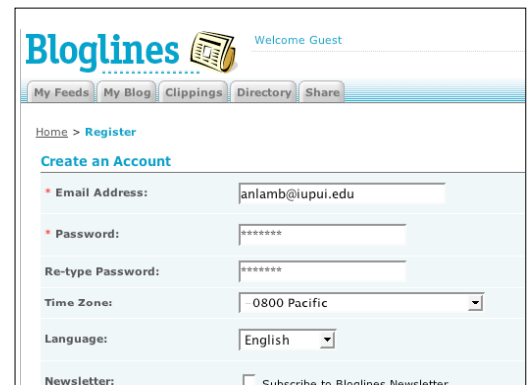 Bloglines
Welcome Guest
My Feeds My Blog Clippings Directory Share
Home > Register
Create an Account
* Email Address: anlamb@iupui.edu
* Password: *******
Re-type Password: *******
Time Zone: -0800 Pacific
Language: English
Newsletter: Subscribe to Bloglines Newsletter